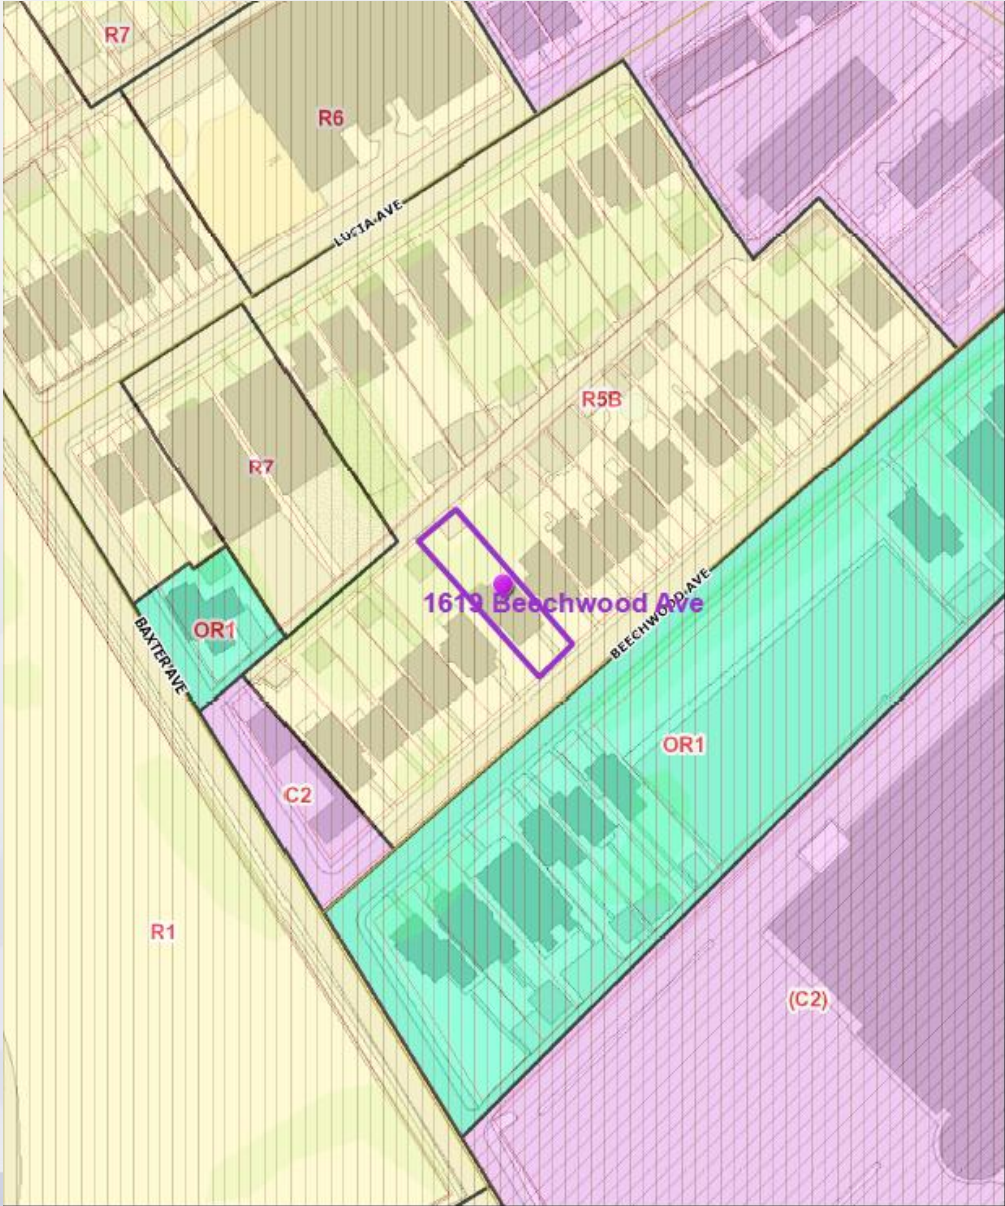 R7
R6
LUCIA AVE
R5B
R7
1619 Beechwood Ave
BEECHWOOD AVE
OR1
BAXTER AVE
OR1
C2
R1
(C2)